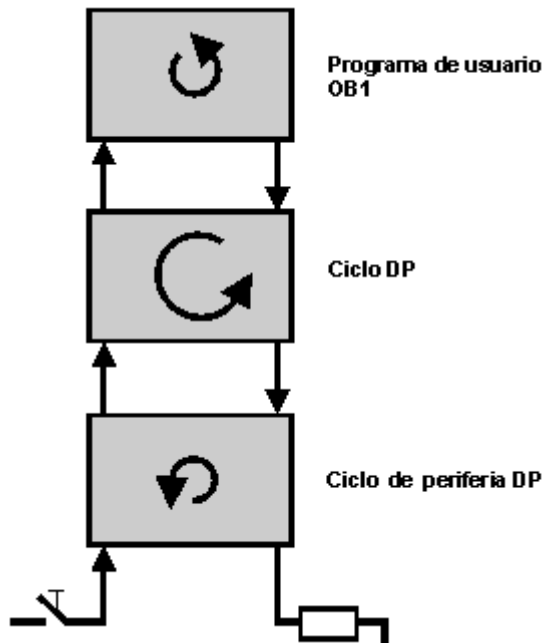 Programa de usuario
OB1
Ciclo DP
Ciclo de periferia DP